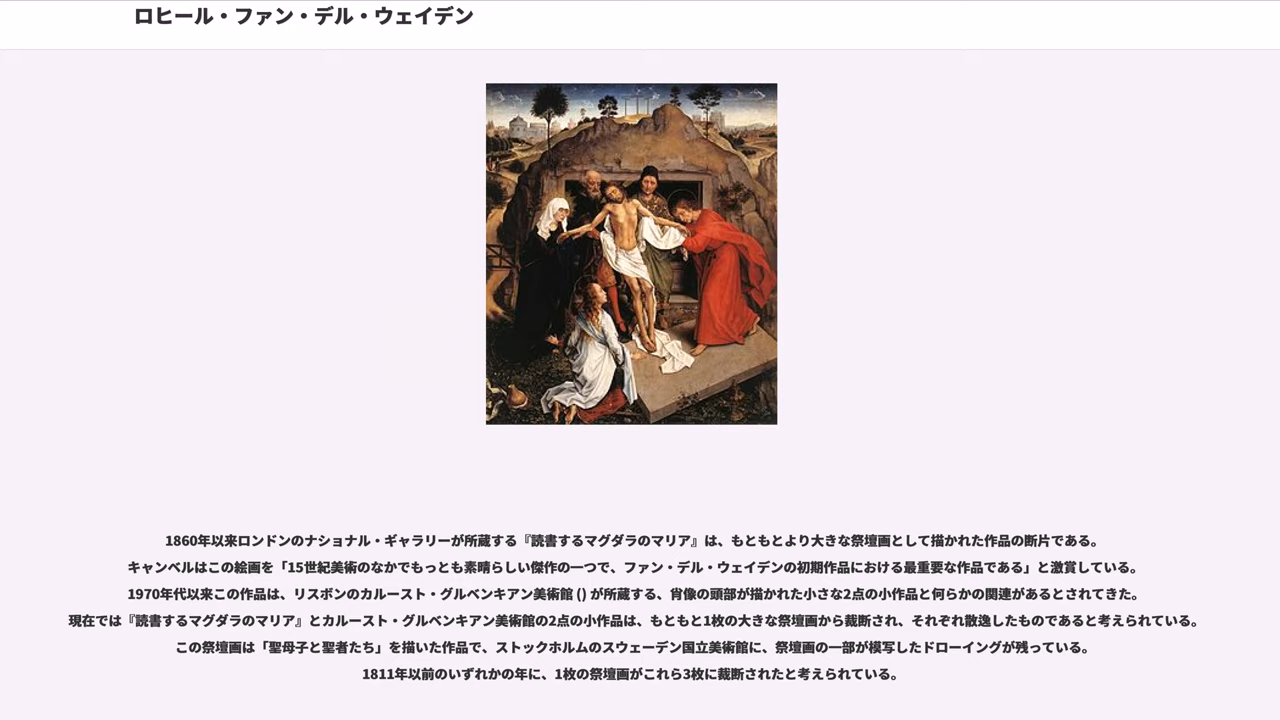 ロヒール・ファン・デル・ウェイデン
1860年以来ロンドンのナショナル・ギャラリーが所蔵する『読書するマグダラのマリア』は、もともとより大きな祭壇画として描かれた作品の断片である。
キャンベルはこの絵画を「15世紀美術のなかでもっとも素晴らしい傑作の一つで、ファン・デル・ウェイデンの初期作品における最重要な作品である」と激賞している。
1970年代以来この作品は、リスボンのカルースト・グルベンキアン美術館 () が所蔵する、肖像の頭部が描かれた小さな2点の小作品と何らかの関連があるとされてきた。
現在では『読書するマグダラのマリア』とカルースト・グルベンキアン美術館の2点の小作品は、もともと1枚の大きな祭壇画から裁断され、それぞれ散逸したものであると考えられている。
この祭壇画は「聖母子と聖者たち」を描いた作品で、ストックホルムのスウェーデン国立美術館に、祭壇画の一部が模写したドローイングが残っている。
1811年以前のいずれかの年に、1枚の祭壇画がこれら3枚に裁断されたと考えられている。